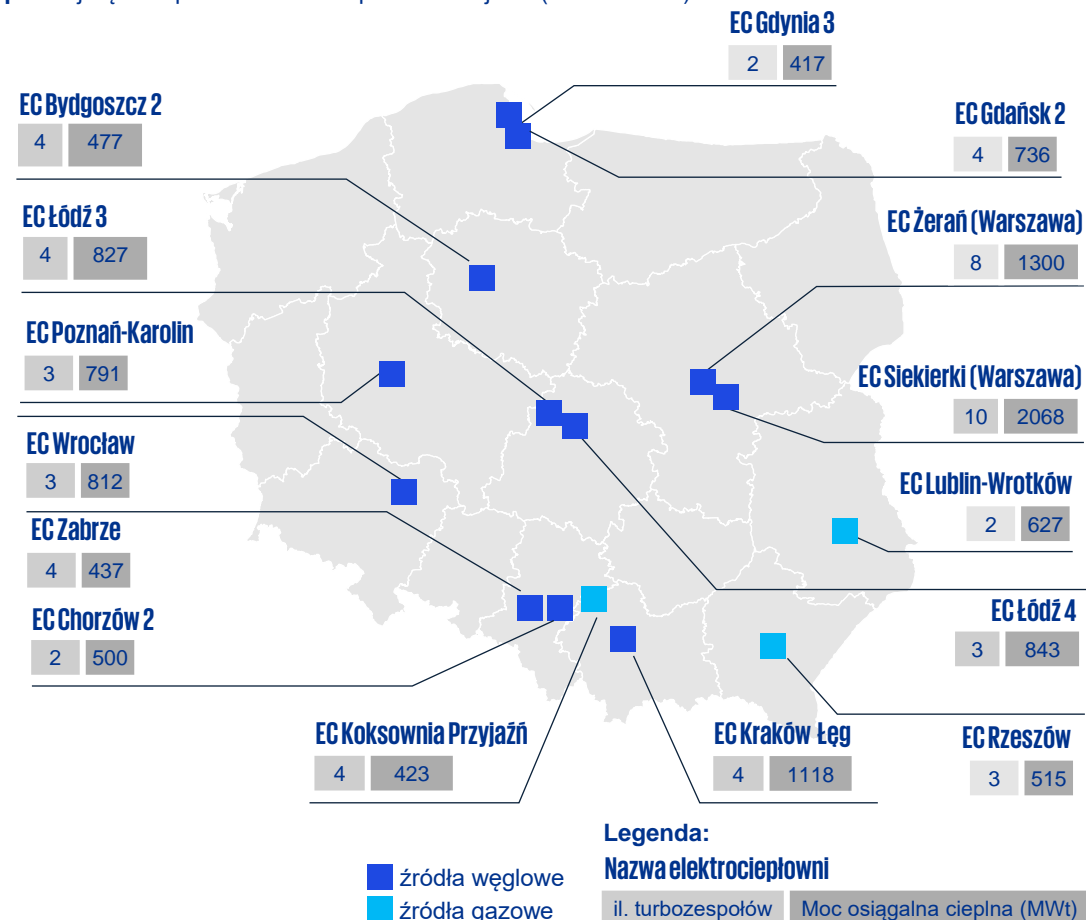 EC Gdynia 3
2 417
EC Bydgoszcz 2
4 477
EC Gdańsk 2
4 736
EC Łódź 3
4 827
EC Żerań (Warszawa)
8 1300
EC Poznań-Karolin
3 791
EC Siekierki (Warszawa)
10 2068
EC Wrocław
3 812
EC Lublin-Wrotków
2 627
EC Zabrze
4 437
EC Chorzów 2
2 500
EC Łódź 4
3 843
EC Koksownia Przyjaźń
4 423
EC Kraków Łęg
4 1118
EC Rzeszów
3 515
Legenda:
Nazwa elektrociepłowni
źródła węglowe
źródła gazowe
il. turbozespołów Moc osiągalna cieplna (MWt)